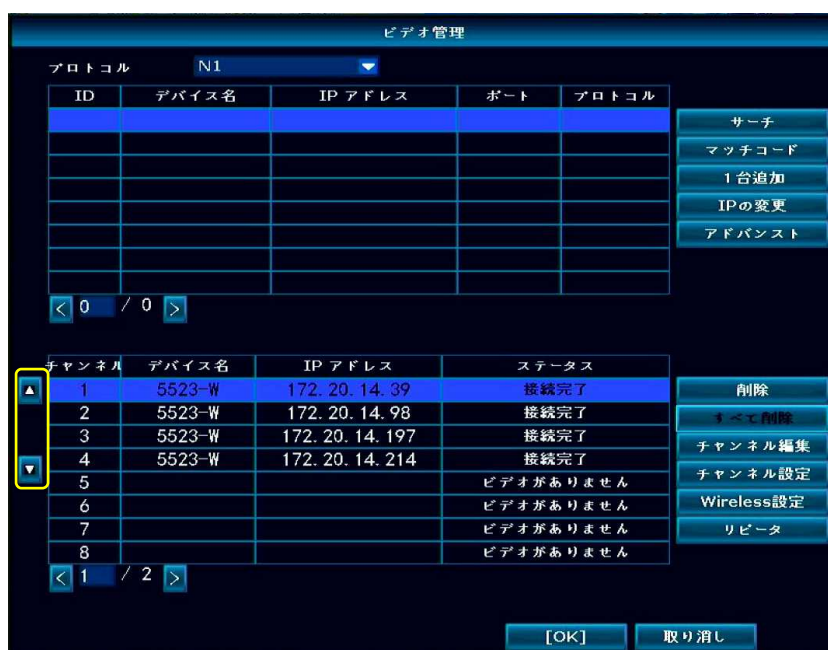 ビデオ管理
プロトコル N1
ID デバイス名 IP アドレス ポート プロトコル
サーチ
マッチコード
1台追加
IPの変更
アドバンスト
< 0 / 0 >
チャンネル デバイス名 IP アドレス ステータス
1 5523-W 172.20.14.39 接続完了 削除
2 5523-W 172.20.14.98 接続完了 すべて削除
3 5523-W 172.20.14.197 接続完了 チャンネル編集
4 5523-W 172.20.14.214 接続完了 チャンネル設定
5 ビデオがありません
6 ビデオがありません Wireless設定
7 ビデオがありません リピータ
8 ビデオがありません
< 1 / 2 >
[OK] 取り消し